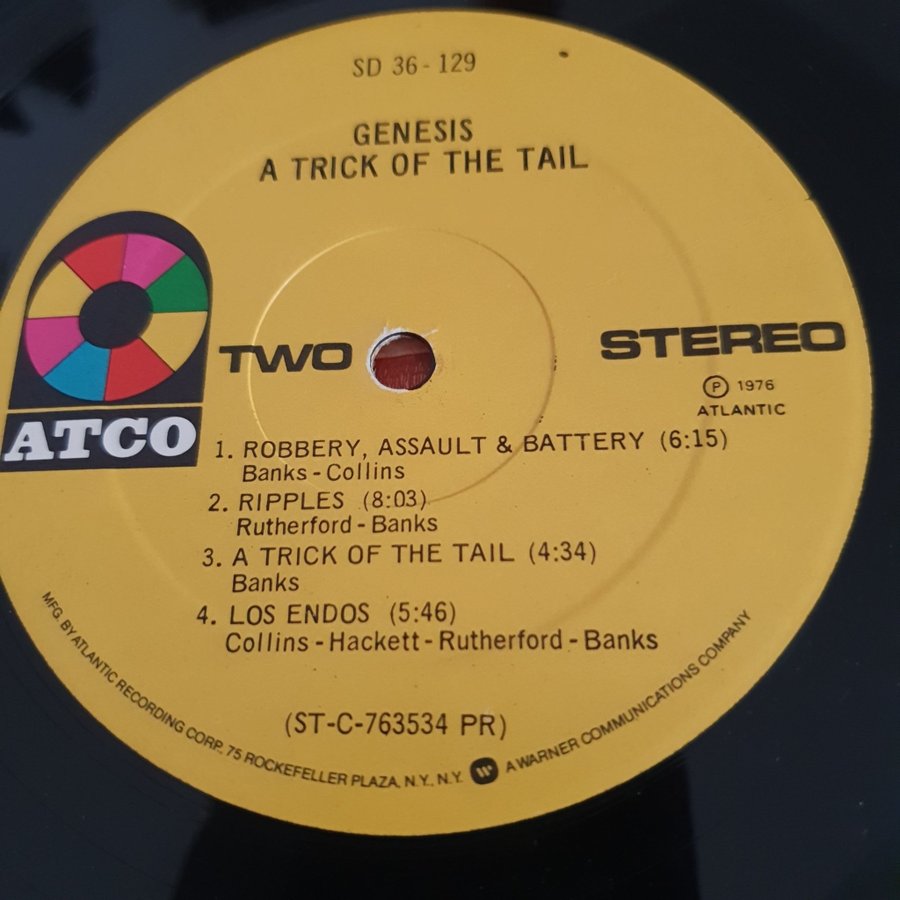 SD 36-129
GENESIS
A TRICK OF THE TAIL
ATCO
TWO
STEREO
Ⓟ 1976
ATLANTIC
1. ROBBERY, ASSAULT & BATTERY (6:15)
Banks - Collins
2. RIPPLES (8:03)
Rutherford - Banks
3. A TRICK OF THE TAIL (4:34)
Banks
4. LOS ENDOS (5:46)
Collins - Hackett - Rutherford - Banks
(ST-C-763534 PR)
MFG. BY ATLANTIC RECORDING CORP. 75 ROCKEFELLER PLAZA, N.Y., N.Y. W A WARNER COMMUNICATIONS COMPANY